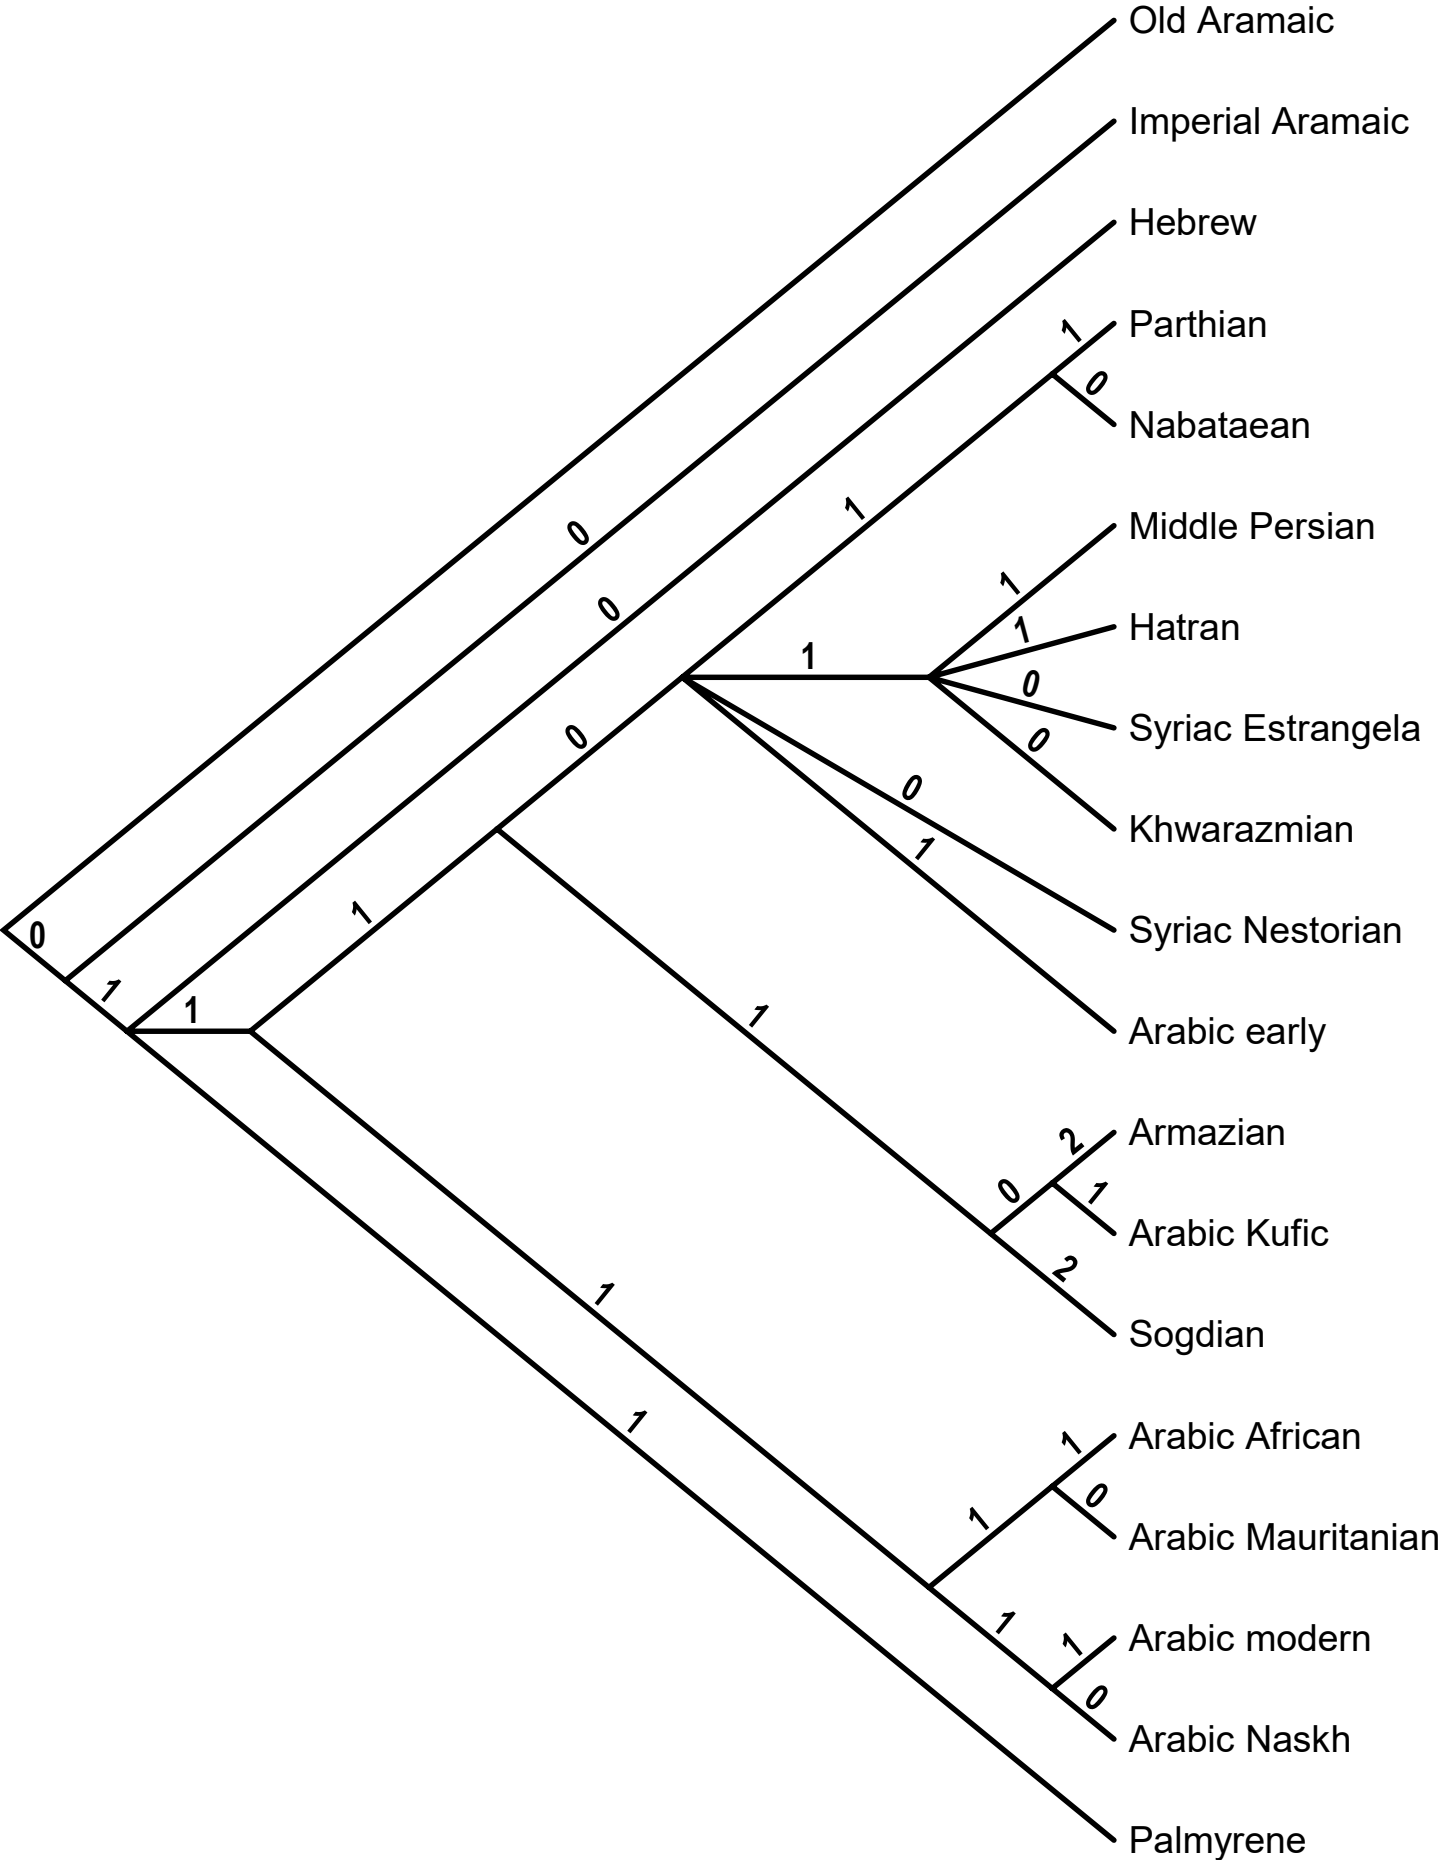 Old Aramaic
Imperial Aramaic
Hebrew
1
Parthian
0
Nabataean
1
Middle Persian
0
1
1
Hatran
0
1
0
Syriac Estrangela
0
0
Khwarazmian
0
1
1
0
Syriac Nestorian
1
1
1
Arabic early
2
Armazian
0
1
Arabic Kufic
2
1
Sogdian
1
1
Arabic African
0
1
Arabic Mauritanian
1
1
Arabic modern
0
Arabic Naskh
Palmyrene